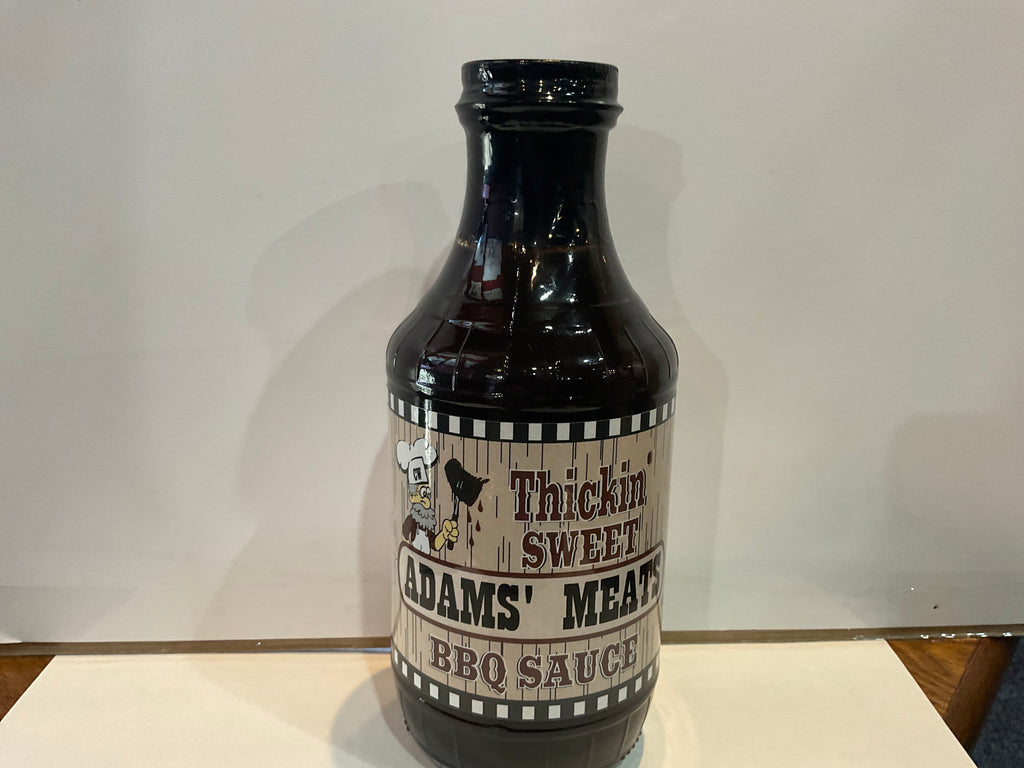 Thickin'
SWEET
ADAMS' MEATS
BBQ SAUCE